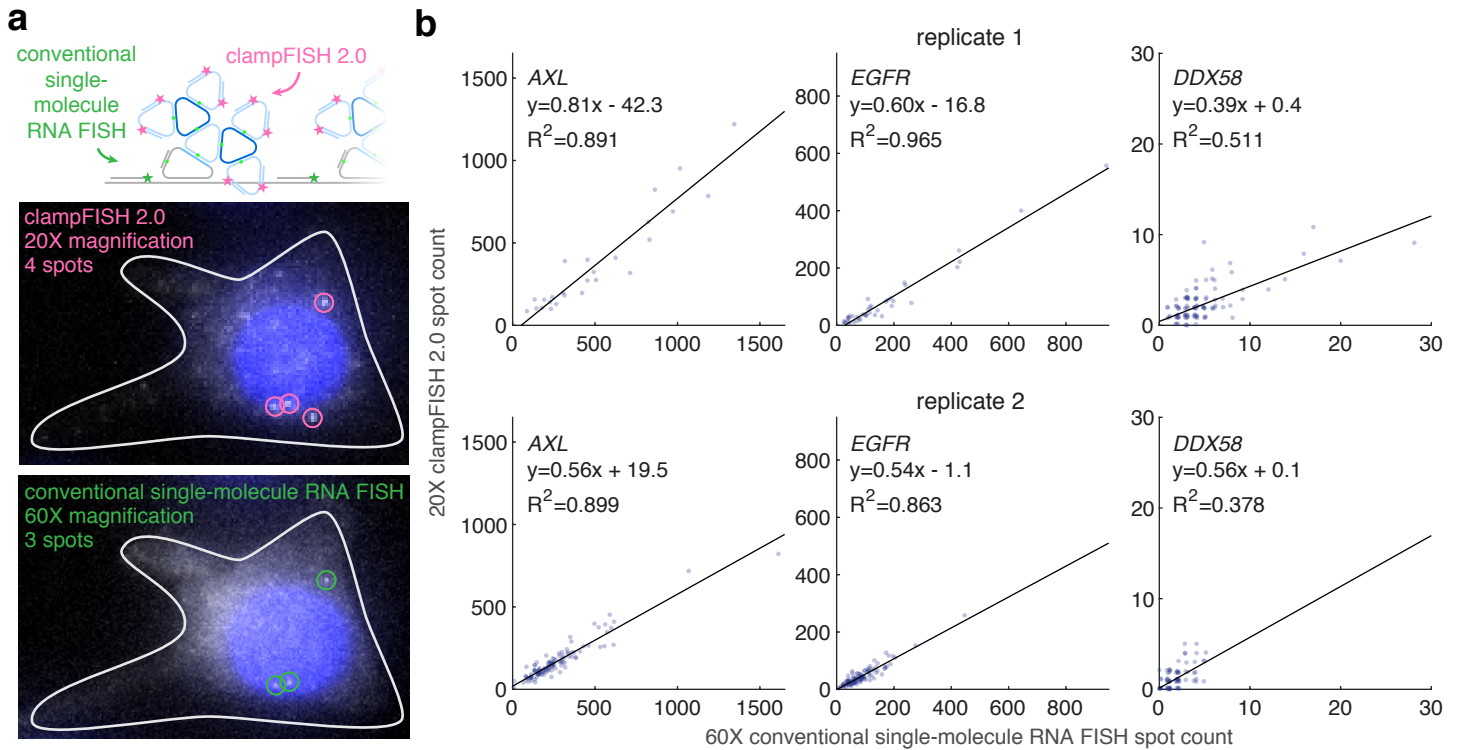 a
conventional
single-
molecule
RNA FISH
clampFISH 2.0
clampFISH 2.0
20X magnification
4 spots
conventional single-molecule RNA FISH
60X magnification
3 spots
b
replicate 1
20X clampFISH 2.0 spot count
AXL
y=0.81x - 42.3
R²=0.891
1500
1000
500
0
0 500 1000 1500
EGFR
y=0.60x - 16.8
R²=0.965
800
600
400
200
0
0 200 400 600 800
DDX58
y=0.39x + 0.4
R²=0.511
30
20
10
0
0 10 20 30
replicate 2
AXL
y=0.56x + 19.5
R²=0.899
1500
1000
500
0
0 500 1000 1500
EGFR
y=0.54x - 1.1
R²=0.863
800
600
400
200
0
0 200 400 600 800
DDX58
y=0.56x + 0.1
R²=0.378
30
20
10
0
0 10 20 30
60X conventional single-molecule RNA FISH spot count